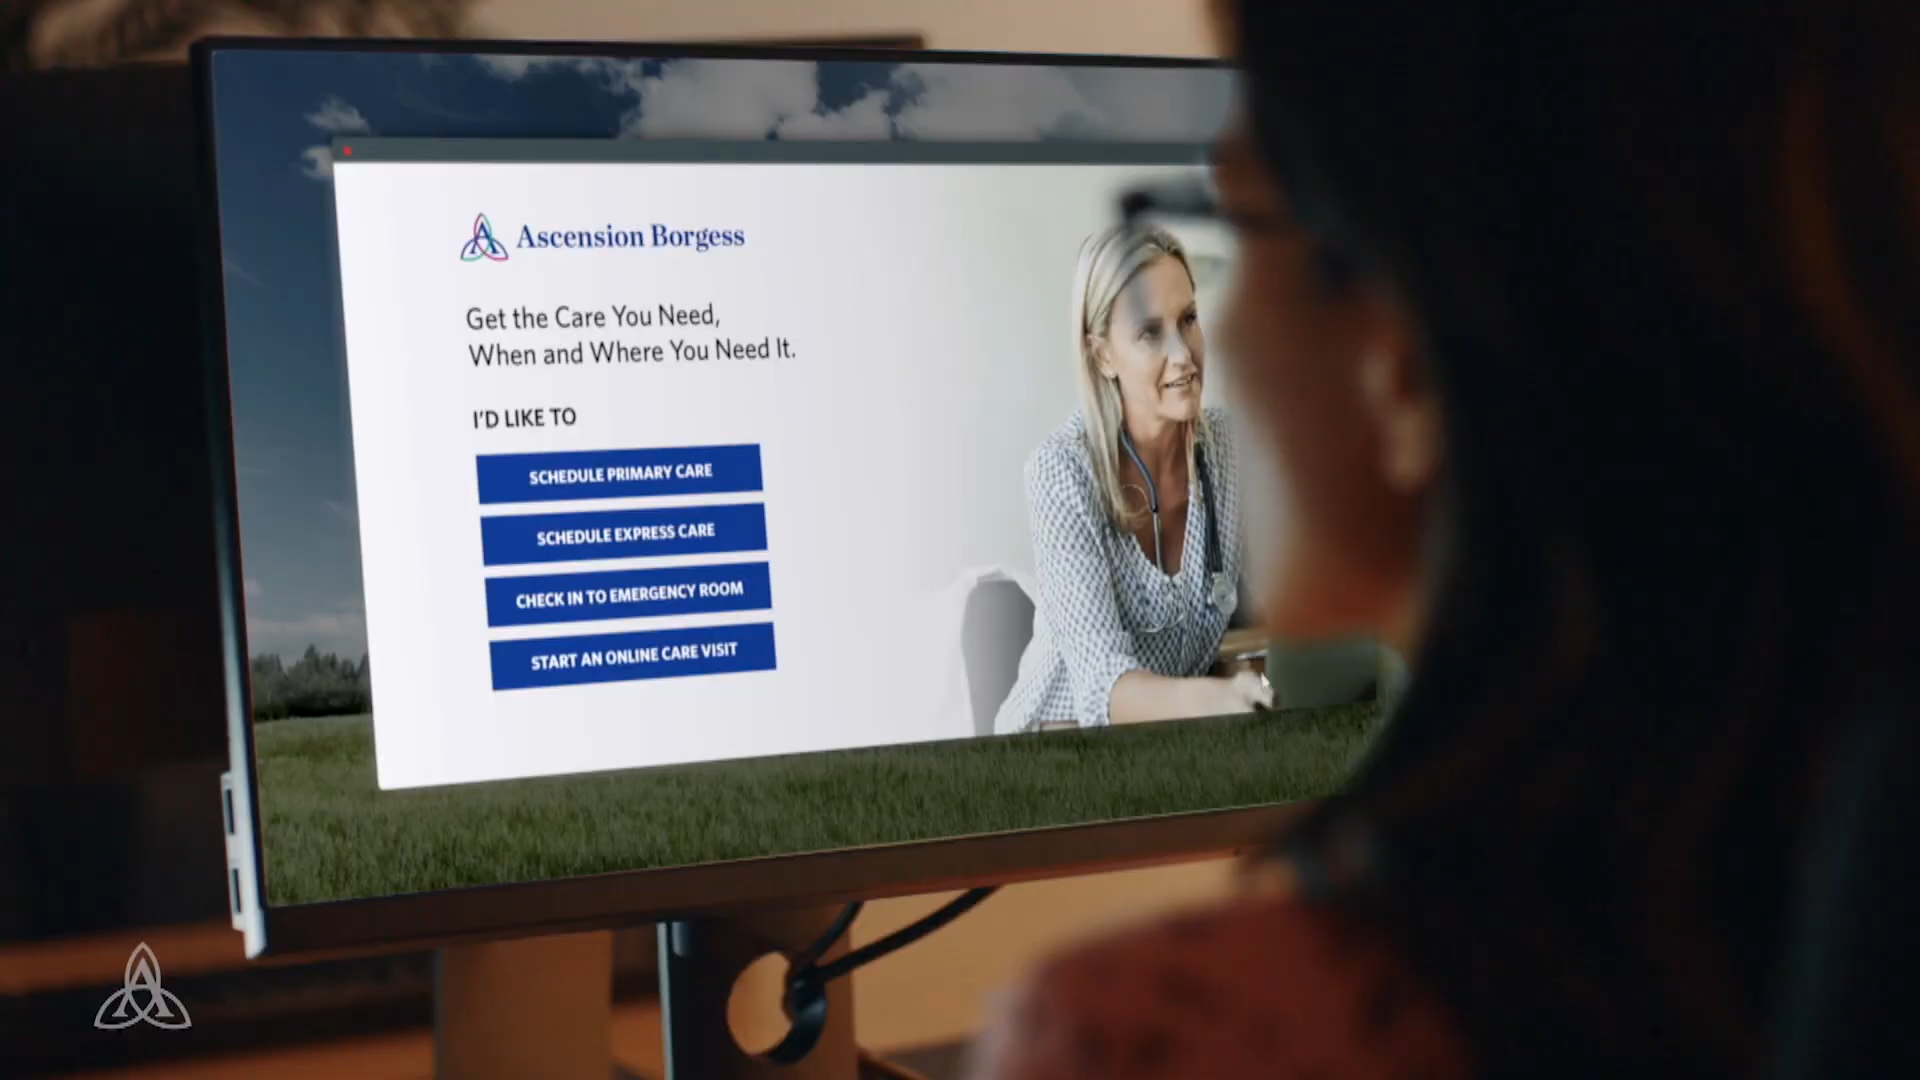 Ascension Borgess
Get the Care You Need,
When and Where You Need It.
I'D LIKE TO
SCHEDULE PRIMARY CARE
SCHEDULE EXPRESS CARE
CHECK IN TO EMERGENCY ROOM
START AN ONLINE CARE VISIT